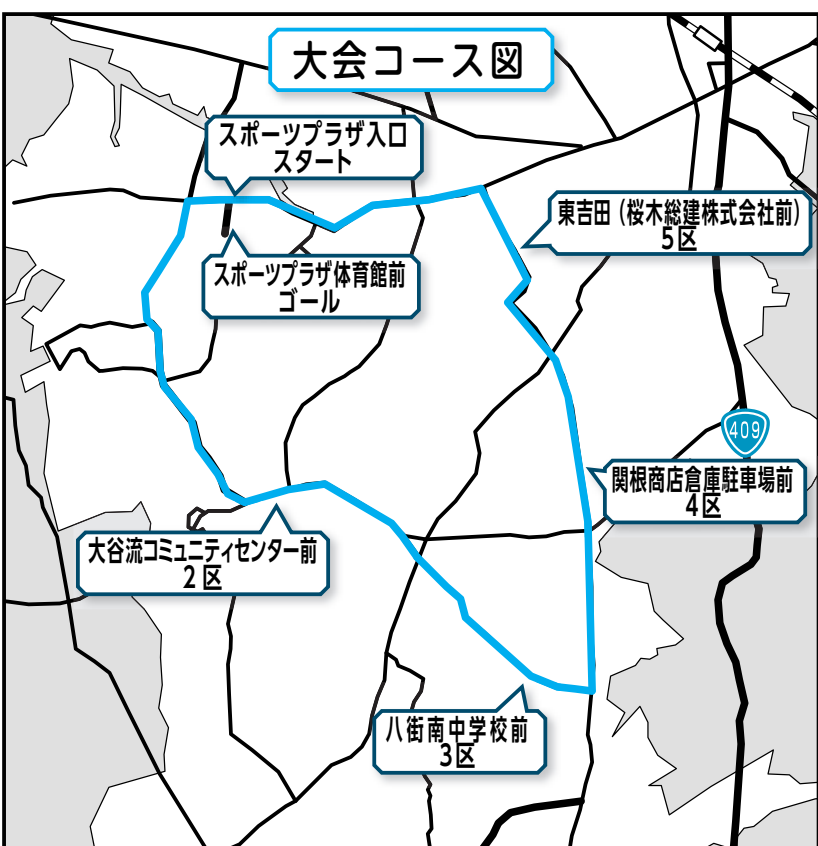 大会コース図
スポーツプラザ入口
スタート
東吉田（桜木総建株式会社前）
5区
スポーツプラザ体育館前
ゴール
409
関根商店倉庫駐車場前
4区
大谷流コミュニティセンター前
2区
八街南中学校前
3区